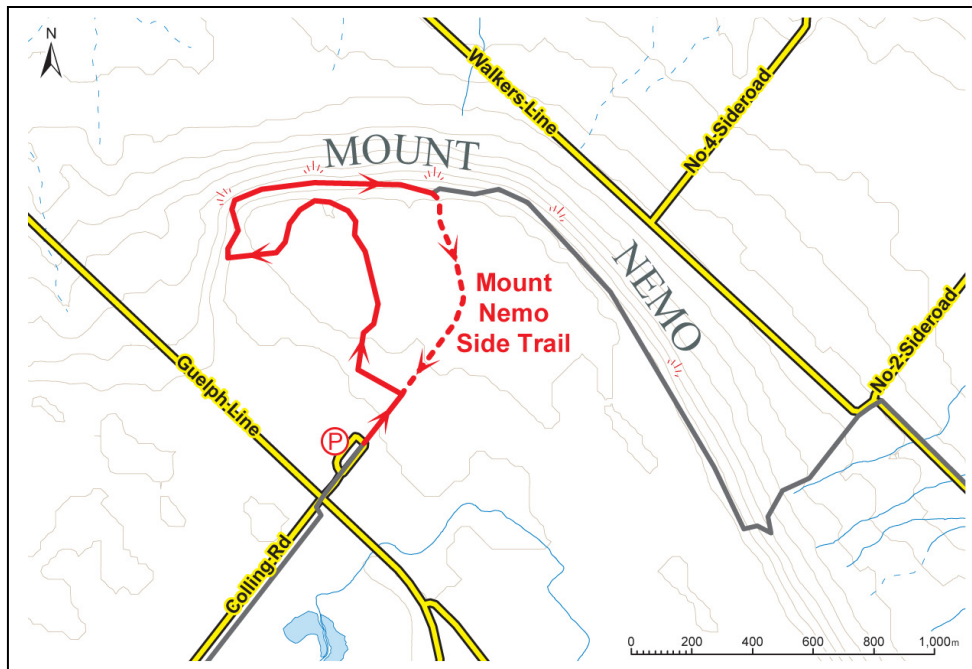 N
Walkers Line
No 4 Sideroad
MOUNT
NEMO
Mount
Nemo
Side Trail
Guelph Line
No 2 Sideroad
P
Colling Rd
0 200 400 600 800 1,000m